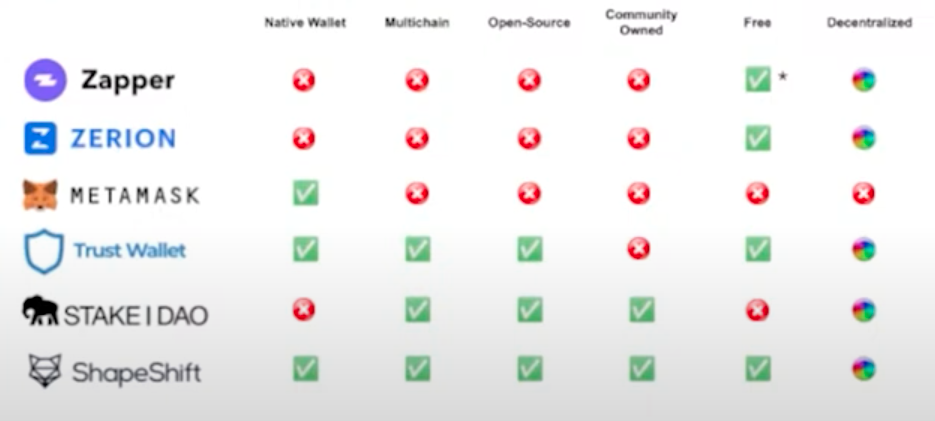 Native Wallet Multichain Open-Source Community Owned Free Decentralized
Zapper *
ZERION
METAMASK
Trust Wallet
STAKE | DAO
ShapeShift